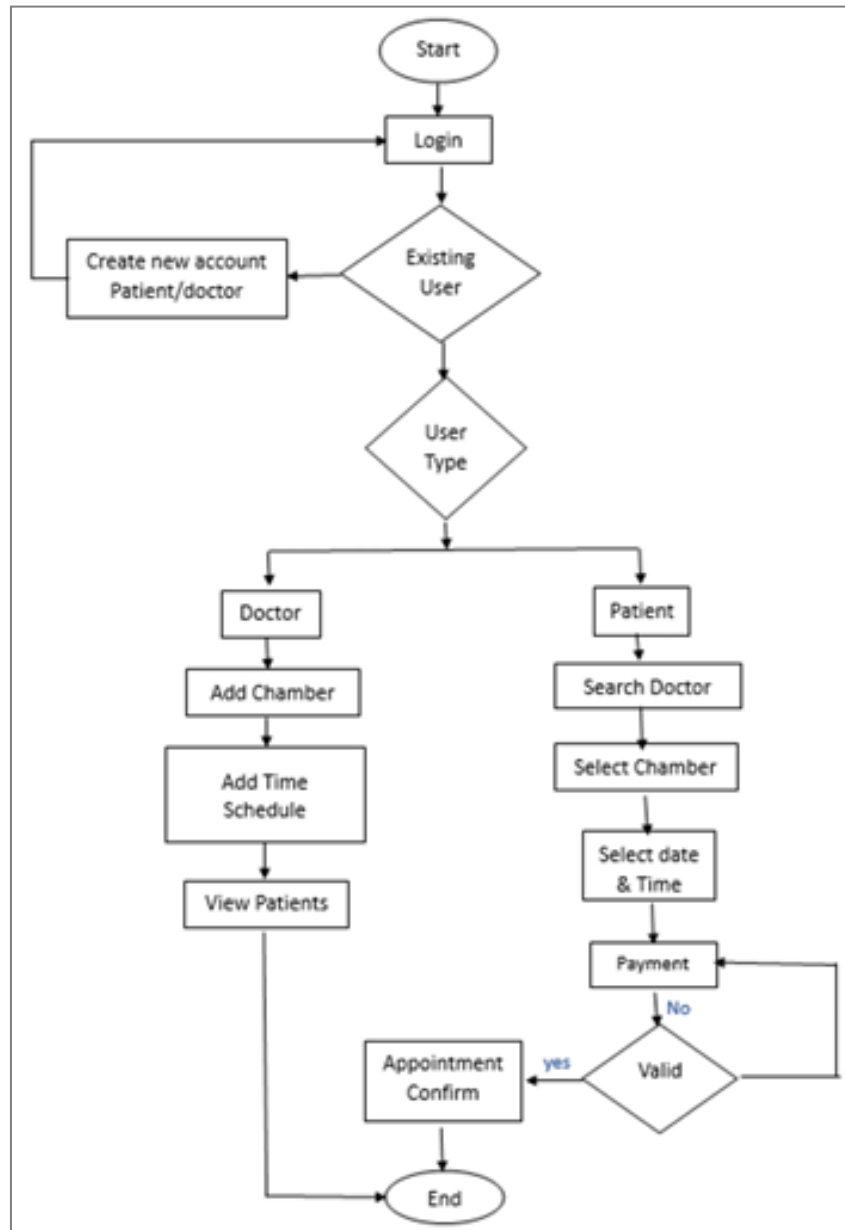 Start
Login
Create new account
Patient/doctor
Existing
User
User
Type
Doctor
Patient
Add Chamber
Search Doctor
Add Time
Schedule
Select Chamber
Select date
& Time
View Patients
Payment
No
Appointment
Confirm
yes
Valid
End